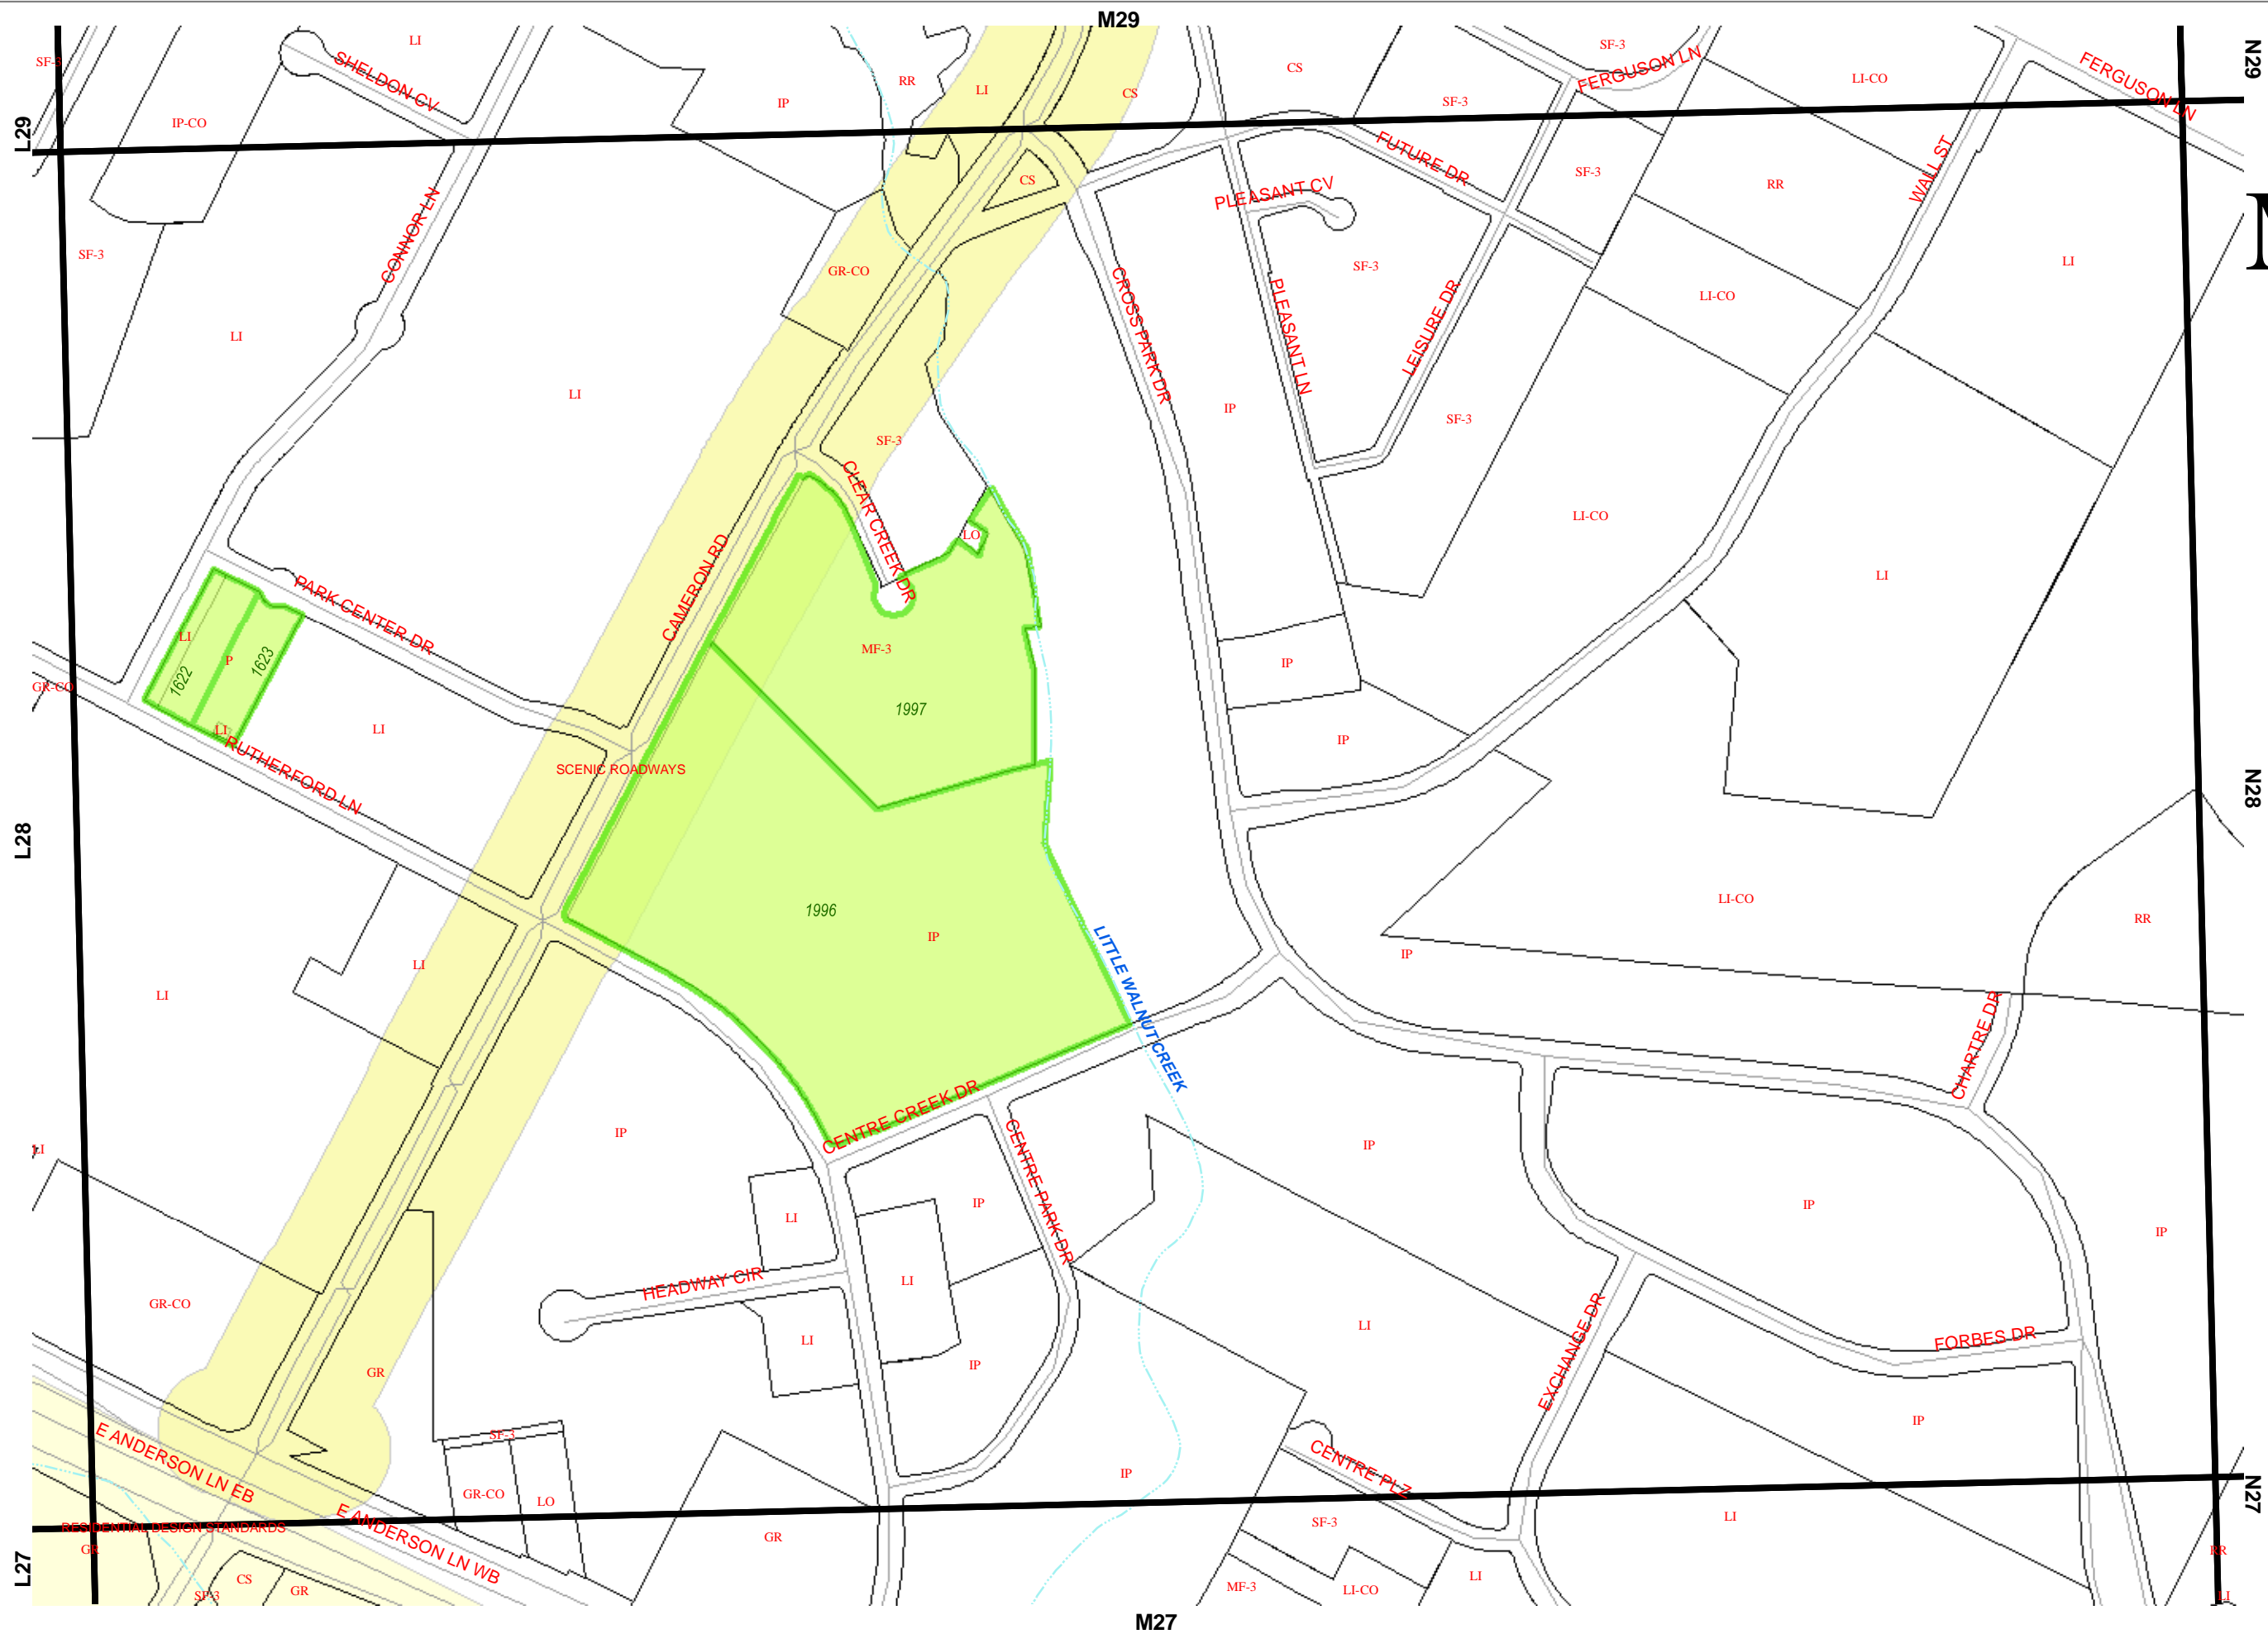 M29
SF-3
SHELDON CV
LI
IP
RR
LI
CS
CS
SF-3
FERGUSON LN
LI-CO
FERGUSON LN
N29
L29
IP-CO
SF-3
FUTURE DR
SF-3
RR
WALL ST
CS
PLEASANT CV
SF-3
CONNOR LN
GR-CO
SF-3
LI
LI-CO
LI
LI
CROSS PARK DR
PLEASANT LN
LEISURE DR
IP
SF-3
SF-3
CLEAR CREEK DR
LO
LI-CO
LI
CAMERON RD
PARK CENTER DR
LI
1622
P
1623
LI
GR-CO
MF-3
1997
IP
IP
LI
RUTHERFORD LN
SCENIC ROADWAYS
N28
L28
1996
IP
LITTLE WALNUT CREEK
LI-CO
RR
IP
LI
LI
CHARTRE DR
CENTRE CREEK DR
CENTRE PARK DR
IP
IP
LI
LI
IP
IP
IP
HEADWAY CIR
LI
LI
GR-CO
LI
EXCHANGE DR
FORBES DR
GR
IP
IP
SF-3
E ANDERSON LN EB
GR-CO
LO
IP
CENTRE PLZ
N27
E ANDERSON LN WB
RESIDENTIAL DESIGN STANDARDS
GR
GR
SF-3
LI
RR
L27
CS
GR
SF-3
MF-3
LI-CO
LI
LI
M27